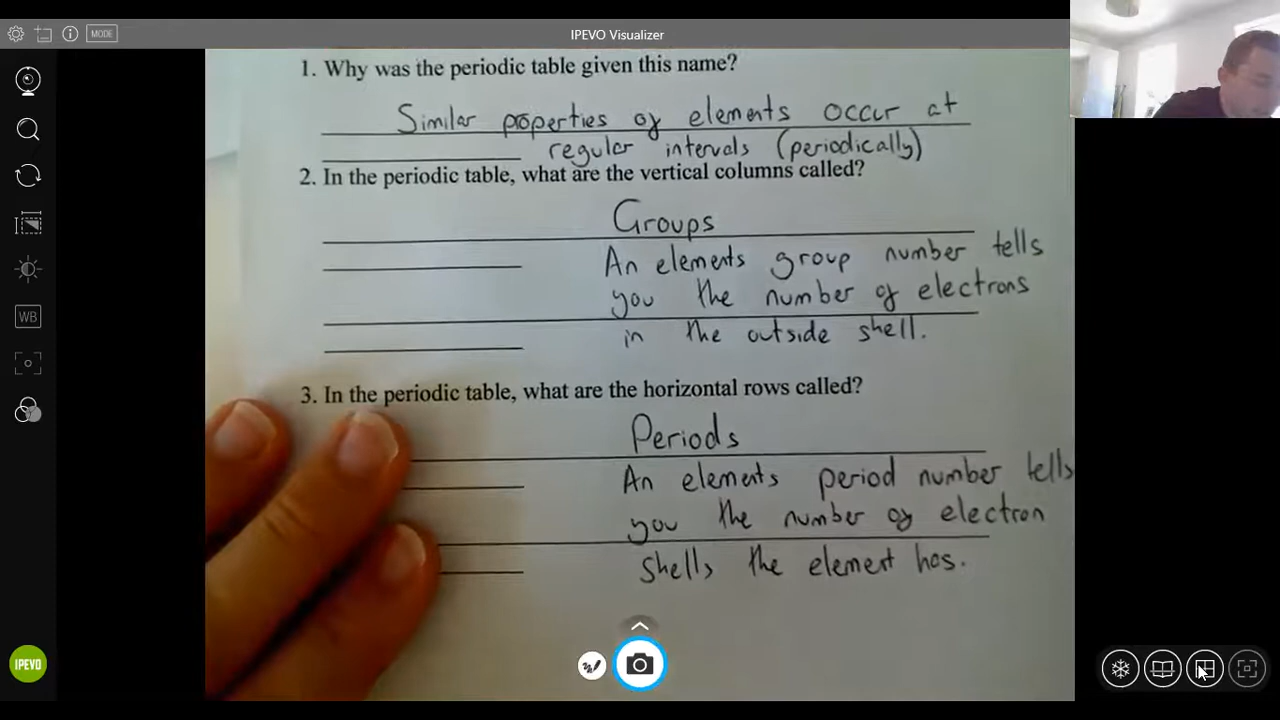 MODE
IPEVO Visualizer
1. Why was the periodic table given this name?
Similar properties of elements occur at
regular intervals (periodically)
2. In the periodic table, what are the vertical columns called?
Groups
An elements group number tells
you the number of electrons
in the outside shell.
3. In the periodic table, what are the horizontal rows called?
Periods
An elements period number tells
you the number of electron
shells the element has.
WB
IPEVO